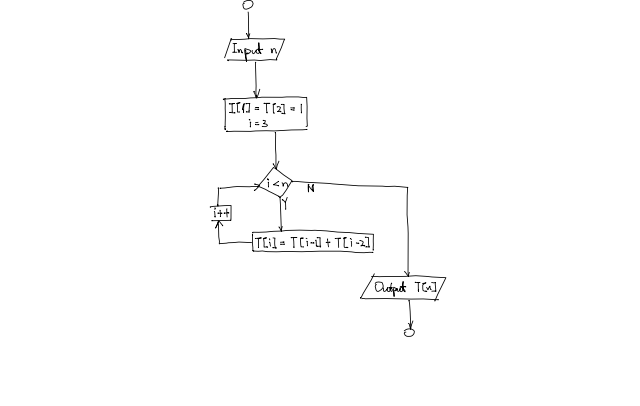 Input n
I[1] = T[2] = 1
i=3
i<n
N
Y
i++
T[i] = T[i-1] + T[i-2]
Output T[n]